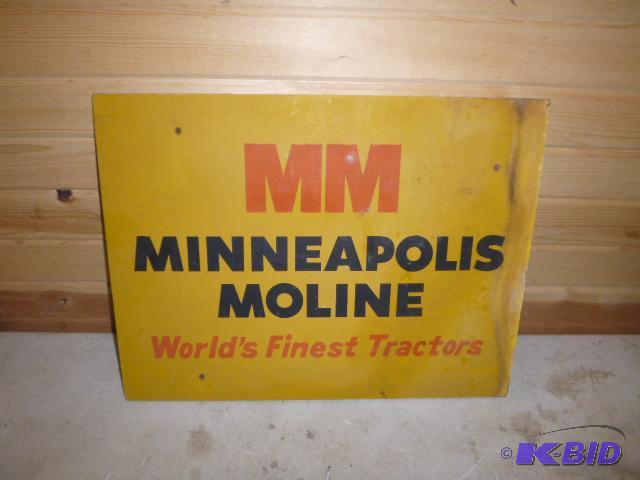 MM
MINNEAPOLIS
MOLINE
World's Finest Tractors
© K-BID